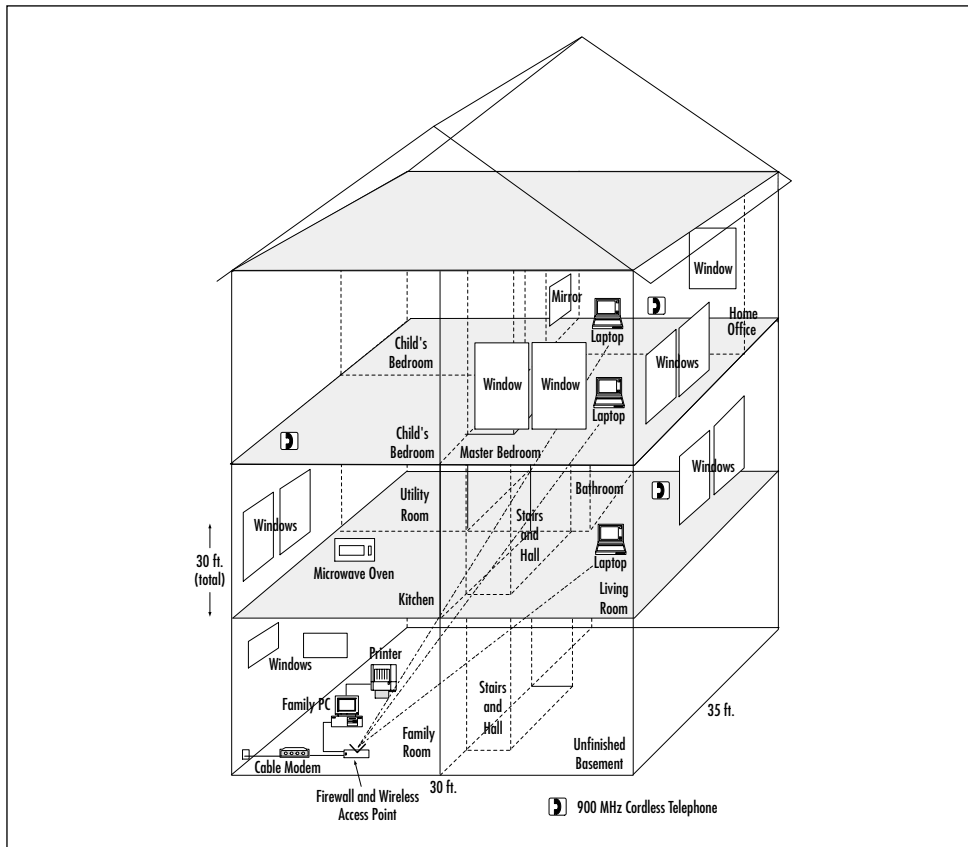 Window
Mirror
Home
Office
Laptop
Child's
Bedroom
Windows
Window
Window
Laptop
Child's
Bedroom
Master Bedroom
Windows
Utility
Room
Bathroom
Stairs
and
Hall
Windows
30 ft.
(total)
Microwave Oven
Laptop
Kitchen
Living
Room
Printer
Windows
Family PC
Stairs
and
Hall
35 ft.
Family
Room
Unfinished
Basement
Cable Modem
30 ft.
Firewall and Wireless
Access Point
900 MHz Cordless Telephone